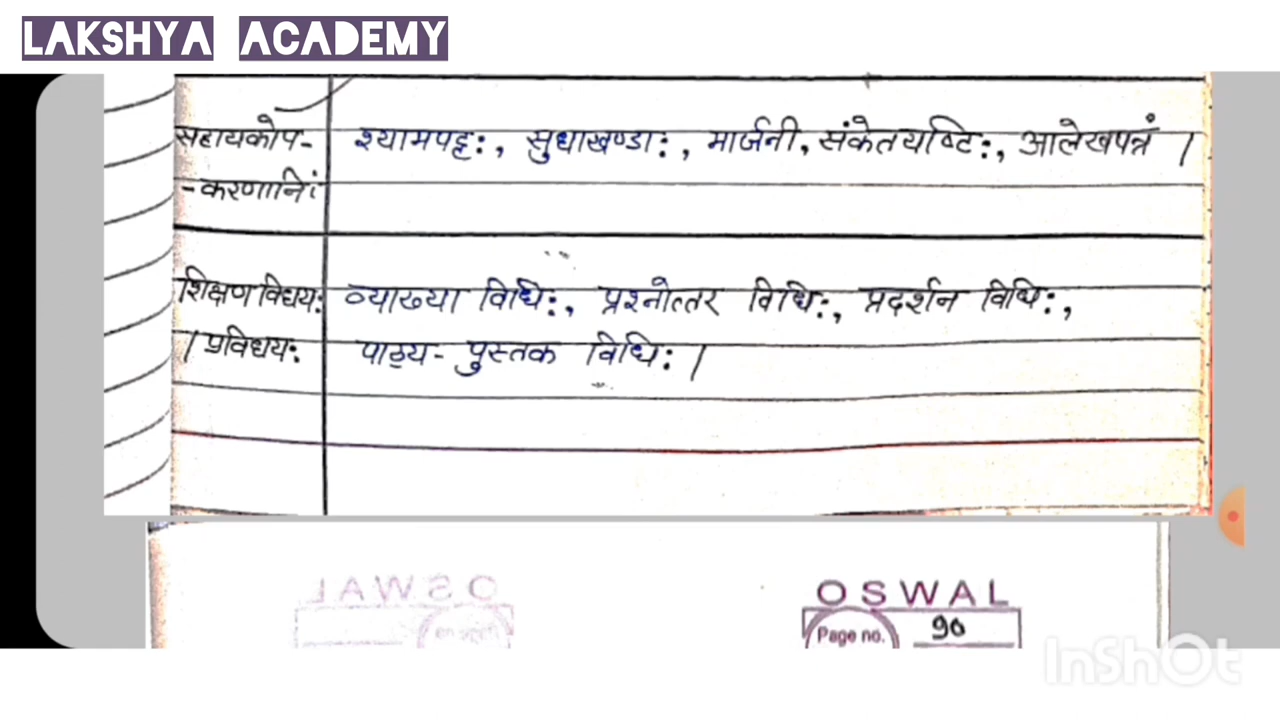 LAKSHYA ACADEMY
सहायकोप- श्यामपट्टः, सुधाखण्डाः, मार्जनी, संकेतयष्टिः, आलेखपत्रं ।
-करणानिः
शिक्षण विधयः व्याख्या विधिः, प्रश्नोत्तर विधिः, प्रदर्शन विधिः,
। प्रविधयः पाठ्य-पुस्तक विधिः ।
OSWAL
OSWAL
Page no. 90
InShOt